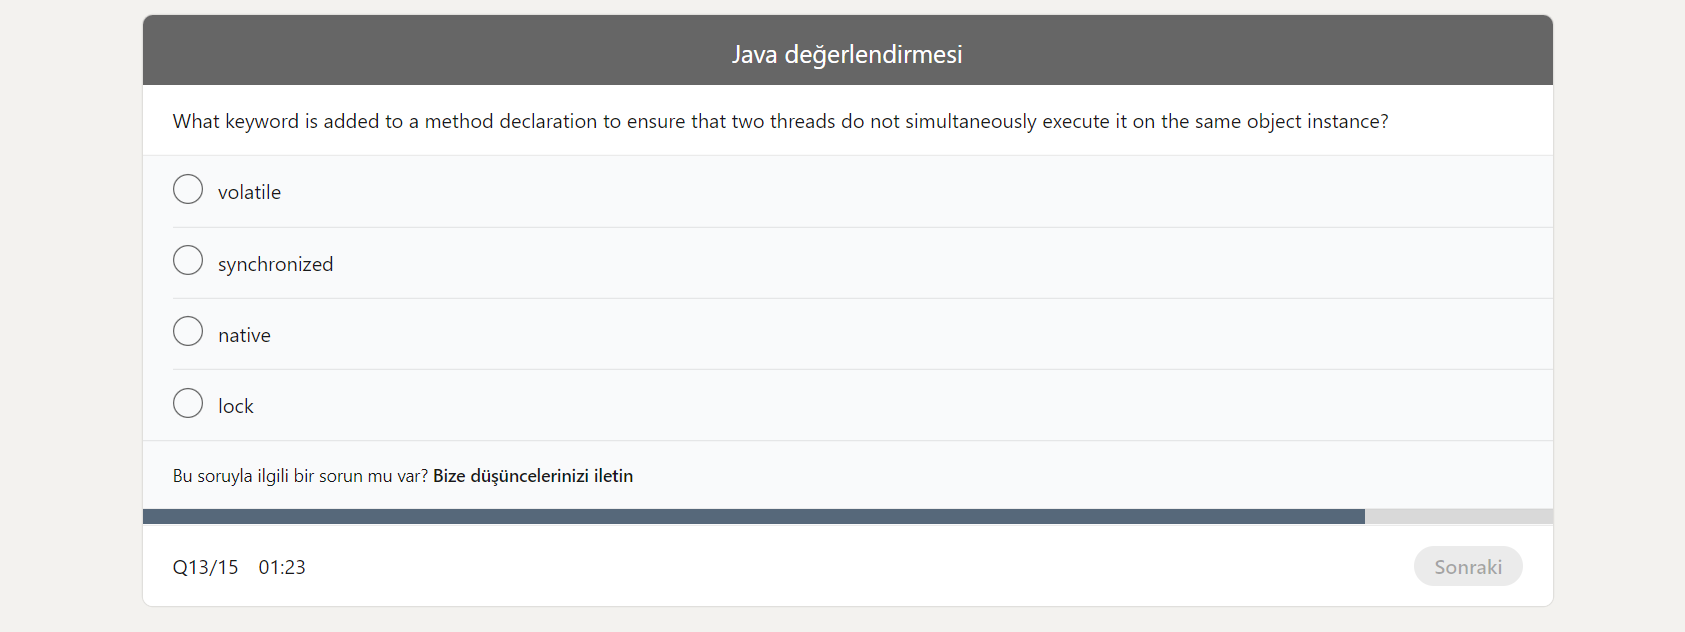 Java değerlendirmesi
What keyword is added to a method declaration to ensure that two threads do not simultaneously execute it on the same object instance?
volatile
synchronized
native
lock
Bu soruyla ilgili bir sorun mu var? Bize düşüncelerinizi iletin
Q13/15 01:23
Sonraki